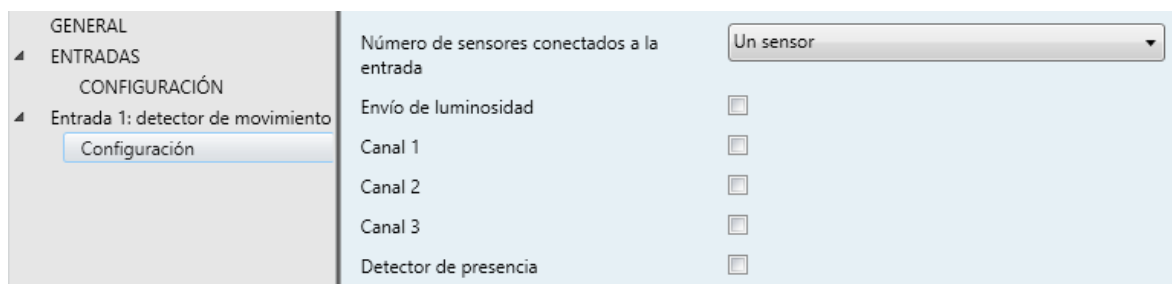 GENERAL
ENTRADAS
CONFIGURACIÓN
Entrada 1: detector de movimiento
Configuración
Número de sensores conectados a la
entrada
Un sensor
Envío de luminosidad
Canal 1
Canal 2
Canal 3
Detector de presencia